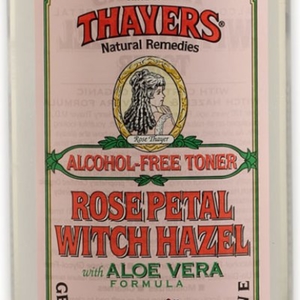 THAYERS®
Natural Remedies
Rose Thayer
ALCOHOL-FREE TONER
ROSE PETAL
WITCH HAZEL
with ALOE VERA
FORMULA